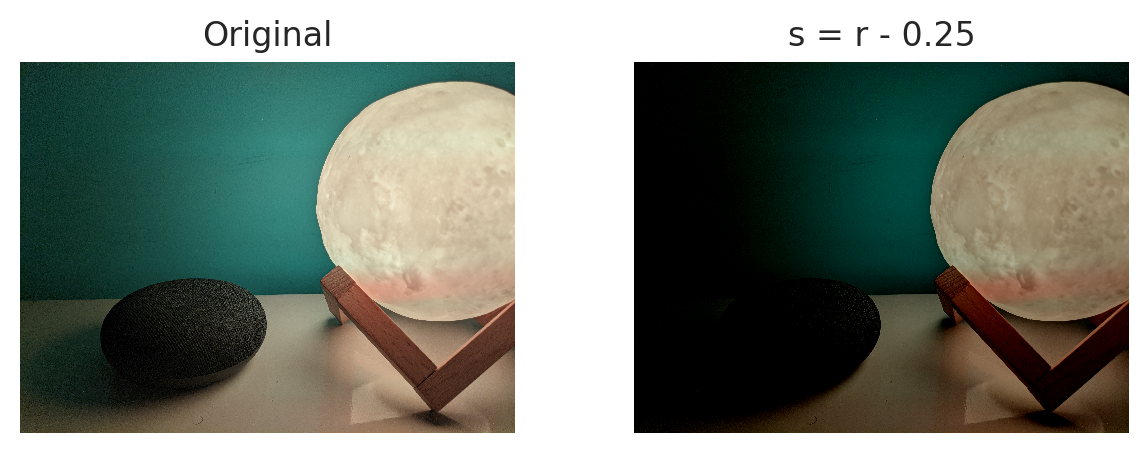 Original
s = r - 0.25